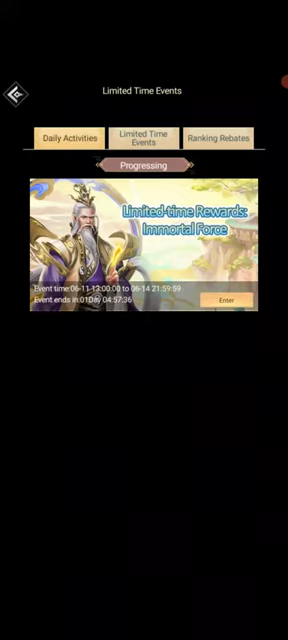 Limited Time Events
Daily Activities
Limited Time
Events
Ranking Rebates
Progressing
Limited-time Rewards:
Immortal Force
Event time:06-11 13:00:00 to 06-14 21:59:59
Event ends in:01Day 04:57:36
Enter